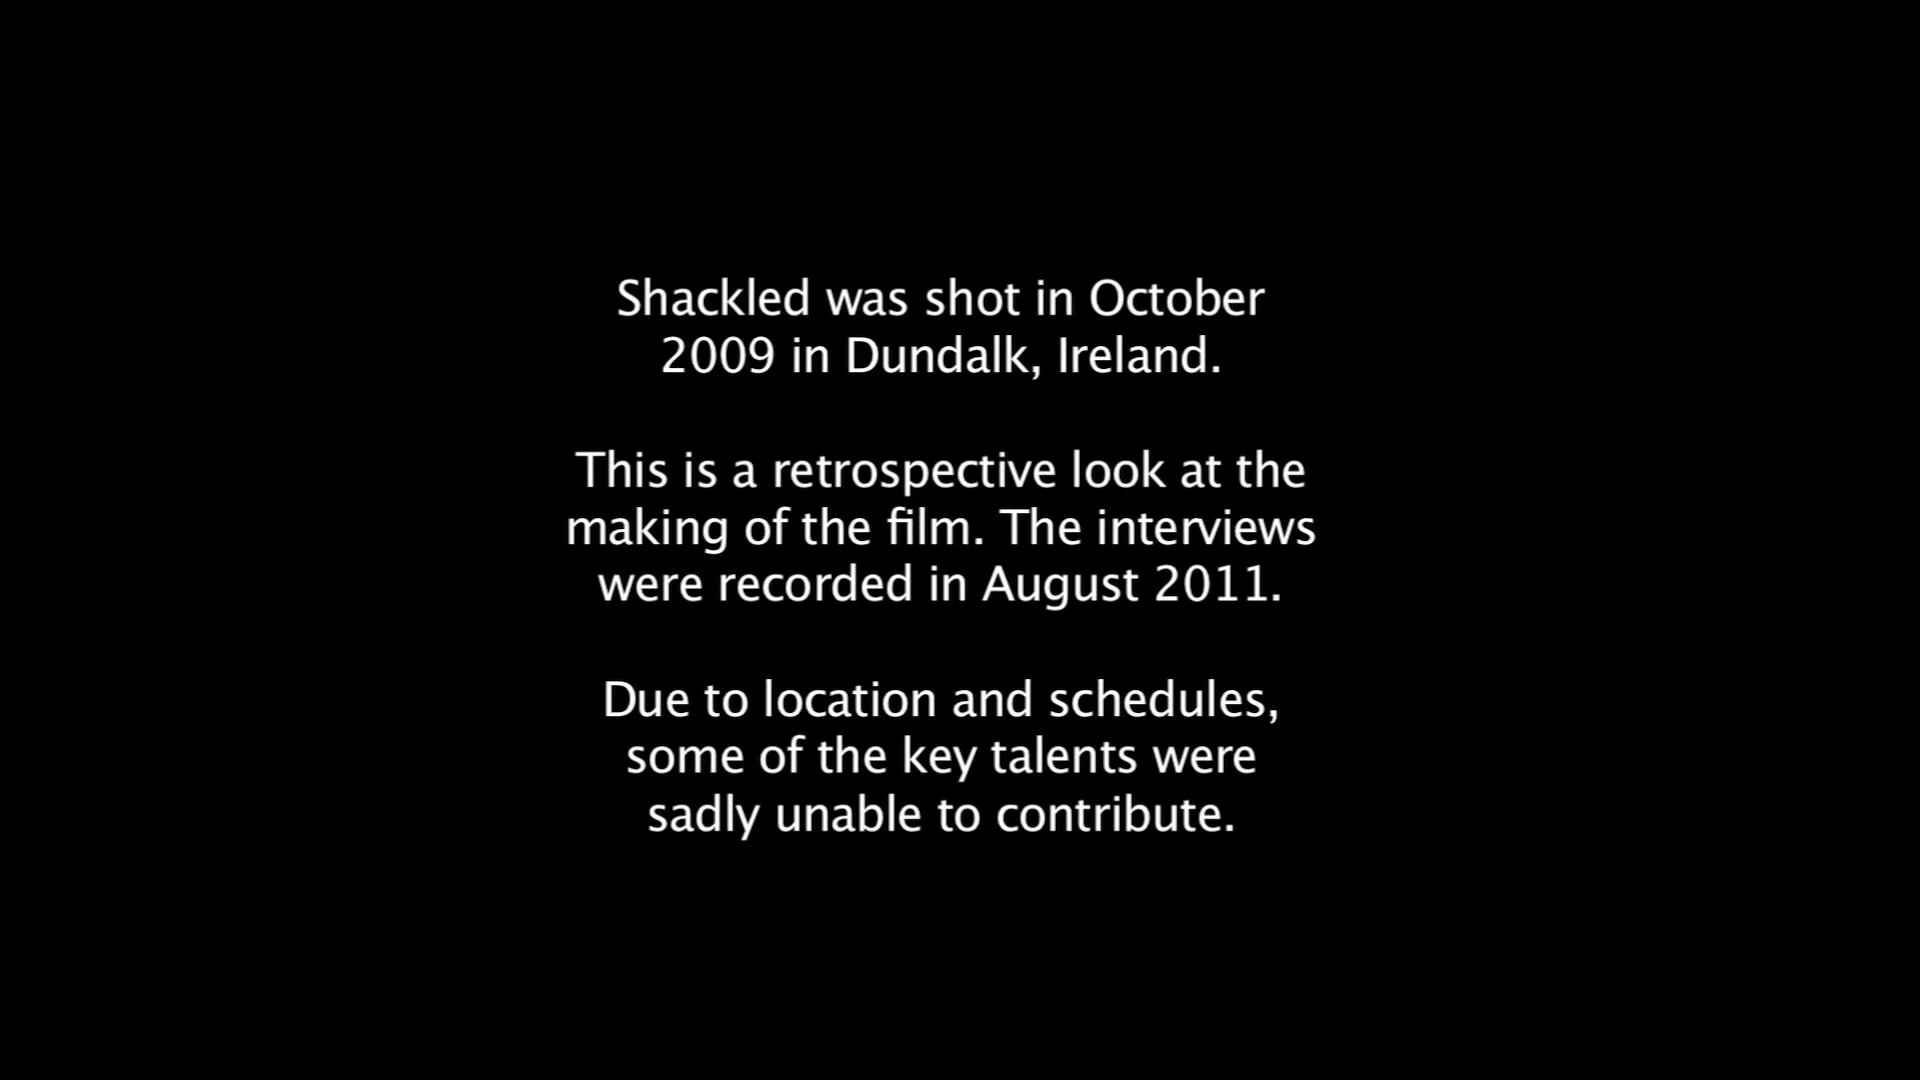 Shackled was shot in October
2009 in Dundalk, Ireland.
This is a retrospective look at the
making of the film. The interviews
were recorded in August 2011.
Due to location and schedules,
some of the key talents were
sadly unable to contribute.